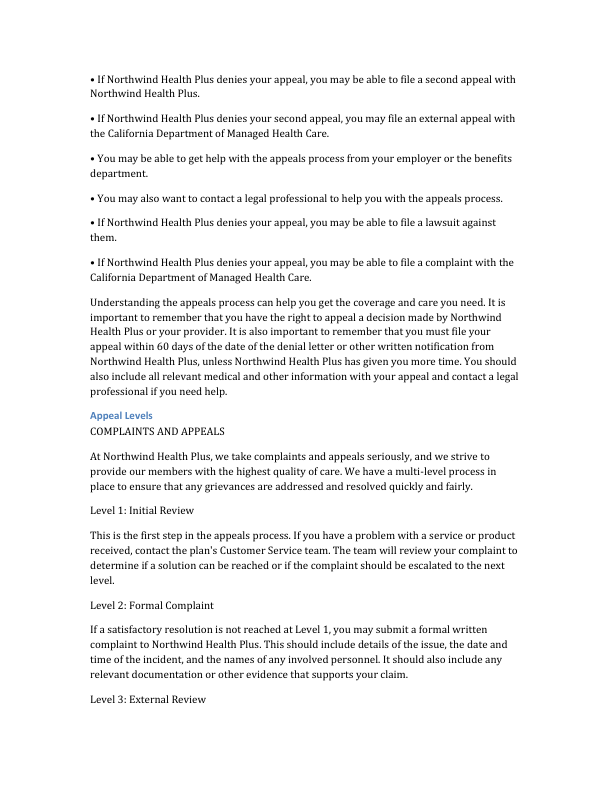 • If Northwind Health Plus denies your appeal, you may be able to file a second appeal with
Northwind Health Plus.
• If Northwind Health Plus denies your second appeal, you may file an external appeal with
the California Department of Managed Health Care.
• You may be able to get help with the appeals process from your employer or the benefits
department.
• You may also want to contact a legal professional to help you with the appeals process.
• If Northwind Health Plus denies your appeal, you may be able to file a lawsuit against
them.
• If Northwind Health Plus denies your appeal, you may be able to file a complaint with the
California Department of Managed Health Care.
Understanding the appeals process can help you get the coverage and care you need. It is
important to remember that you have the right to appeal a decision made by Northwind
Health Plus or your provider. It is also important to remember that you must file your
appeal within 60 days of the date of the denial letter or other written notification from
Northwind Health Plus, unless Northwind Health Plus has given you more time. You should
also include all relevant medical and other information with your appeal and contact a legal
professional if you need help.
Appeal Levels
COMPLAINTS AND APPEALS
At Northwind Health Plus, we take complaints and appeals seriously, and we strive to
provide our members with the highest quality of care. We have a multi-level process in
place to ensure that any grievances are addressed and resolved quickly and fairly.
Level 1: Initial Review
This is the first step in the appeals process. If you have a problem with a service or product
received, contact the plan's Customer Service team. The team will review your complaint to
determine if a solution can be reached or if the complaint should be escalated to the next
level.
Level 2: Formal Complaint
If a satisfactory resolution is not reached at Level 1, you may submit a formal written
complaint to Northwind Health Plus. This should include details of the issue, the date and
time of the incident, and the names of any involved personnel. It should also include any
relevant documentation or other evidence that supports your claim.
Level 3: External Review